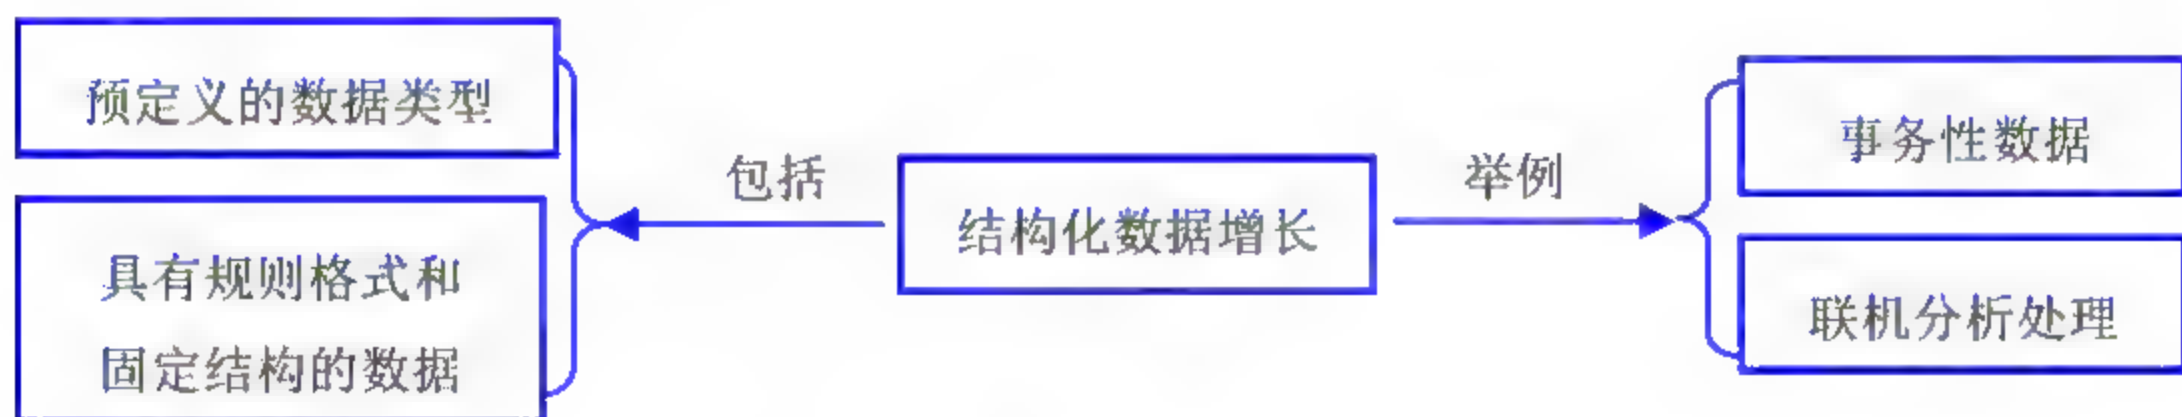 预定义的数据类型
具有规则格式和
固定结构的数据
包括
结构化数据增长
举例
事务性数据
联机分析处理